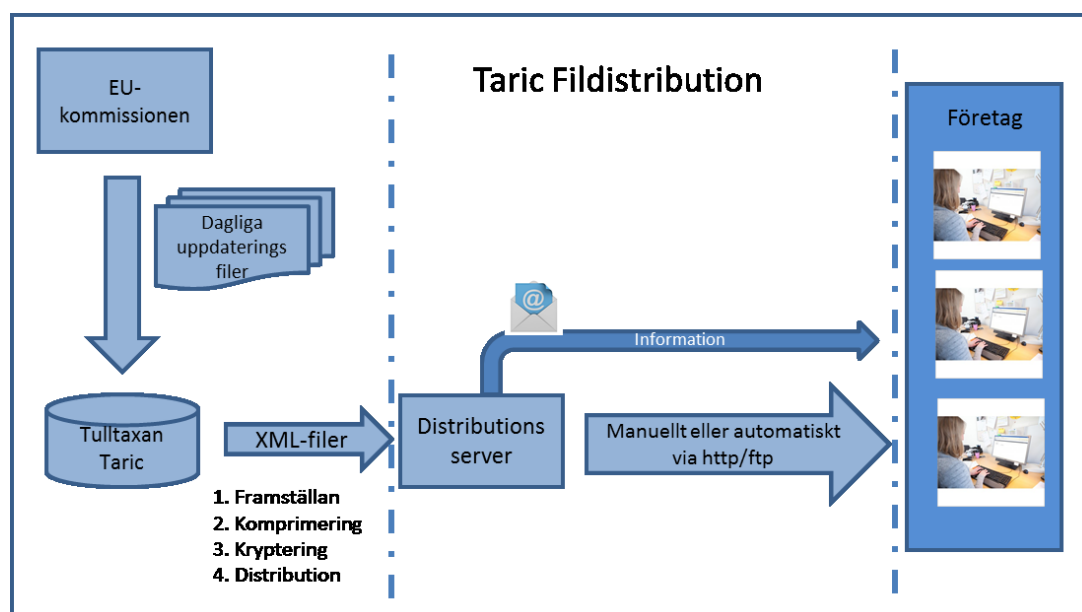 Taric Fildistribution
EU-
kommissionen
Dagliga
uppdaterings
filer
Tulltaxan
Taric
XML-filer
1. Framställan
2. Komprimering
3. Kryptering
4. Distribution
@
Information
Distributions
server
Manuellt eller automatiskt
via http/ftp
Företag